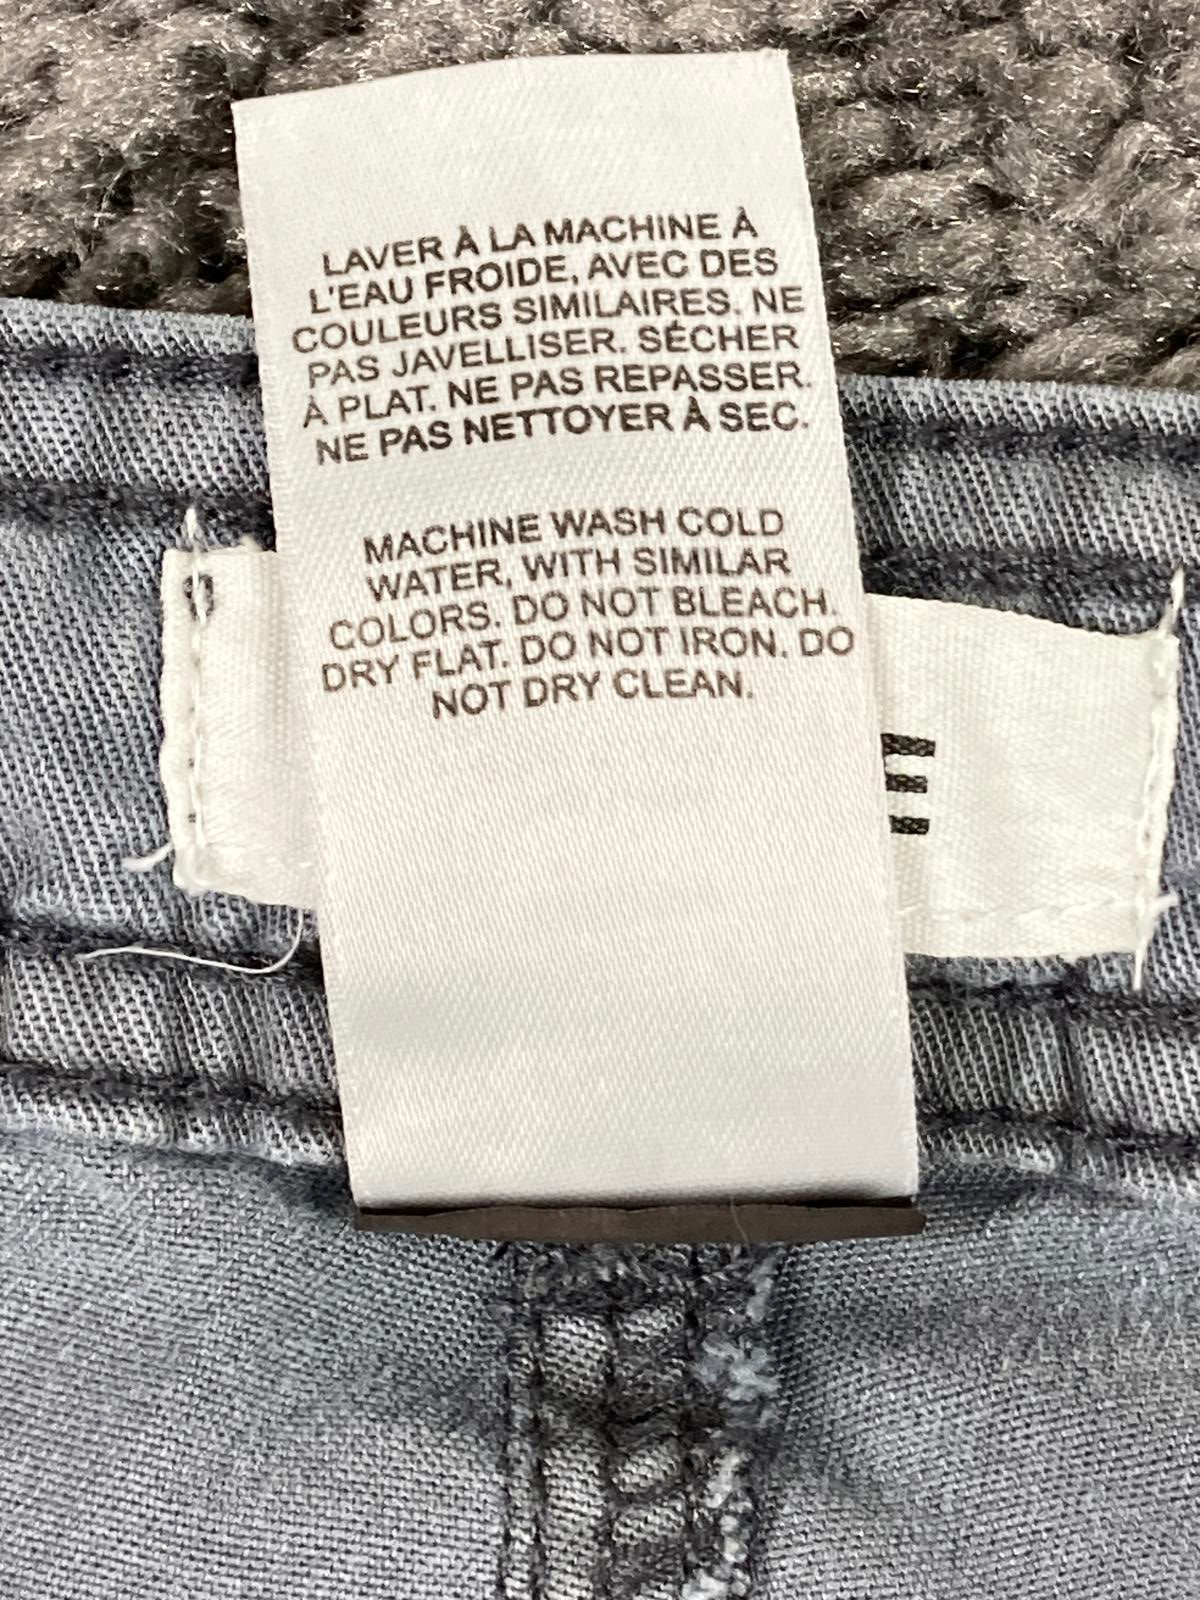 LAVER À LA MACHINE À
L'EAU FROIDE, AVEC DES
COULEURS SIMILAIRES. NE
PAS JAVELLISER. SÉCHER
À PLAT. NE PAS REPASSER.
NE PAS NETTOYER À SEC.
MACHINE WASH COLD
WATER, WITH SIMILAR
COLORS. DO NOT BLEACH.
DRY FLAT. DO NOT IRON. DO
NOT DRY CLEAN.
E